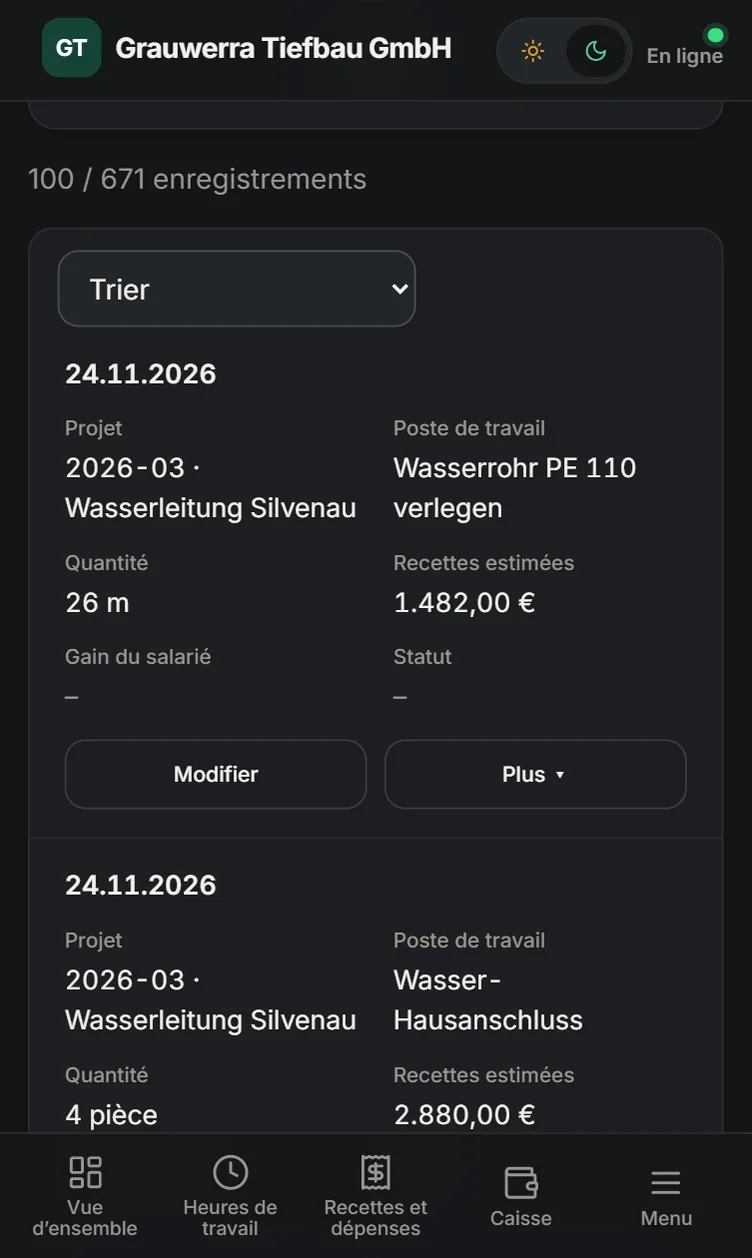 GT
Grauwerra Tiefbau GmbH
En ligne
100 / 671 enregistrements
Trier
24.11.2026
Projet
2026-03 ·
Wasserleitung Silvenau
Poste de travail
Wasserrohr PE 110
verlegen
Quantité
26 m
Recettes estimées
1.482,00 €
Gain du salarié
–
Statut
–
Modifier
Plus ▾
24.11.2026
Projet
2026-03 ·
Wasserleitung Silvenau
Poste de travail
Wasser-
Hausanschluss
Quantité
4 pièce
Recettes estimées
2.880,00 €
Vue
d’ensemble
Heures de
travail
Recettes et
dépenses
Caisse
Menu